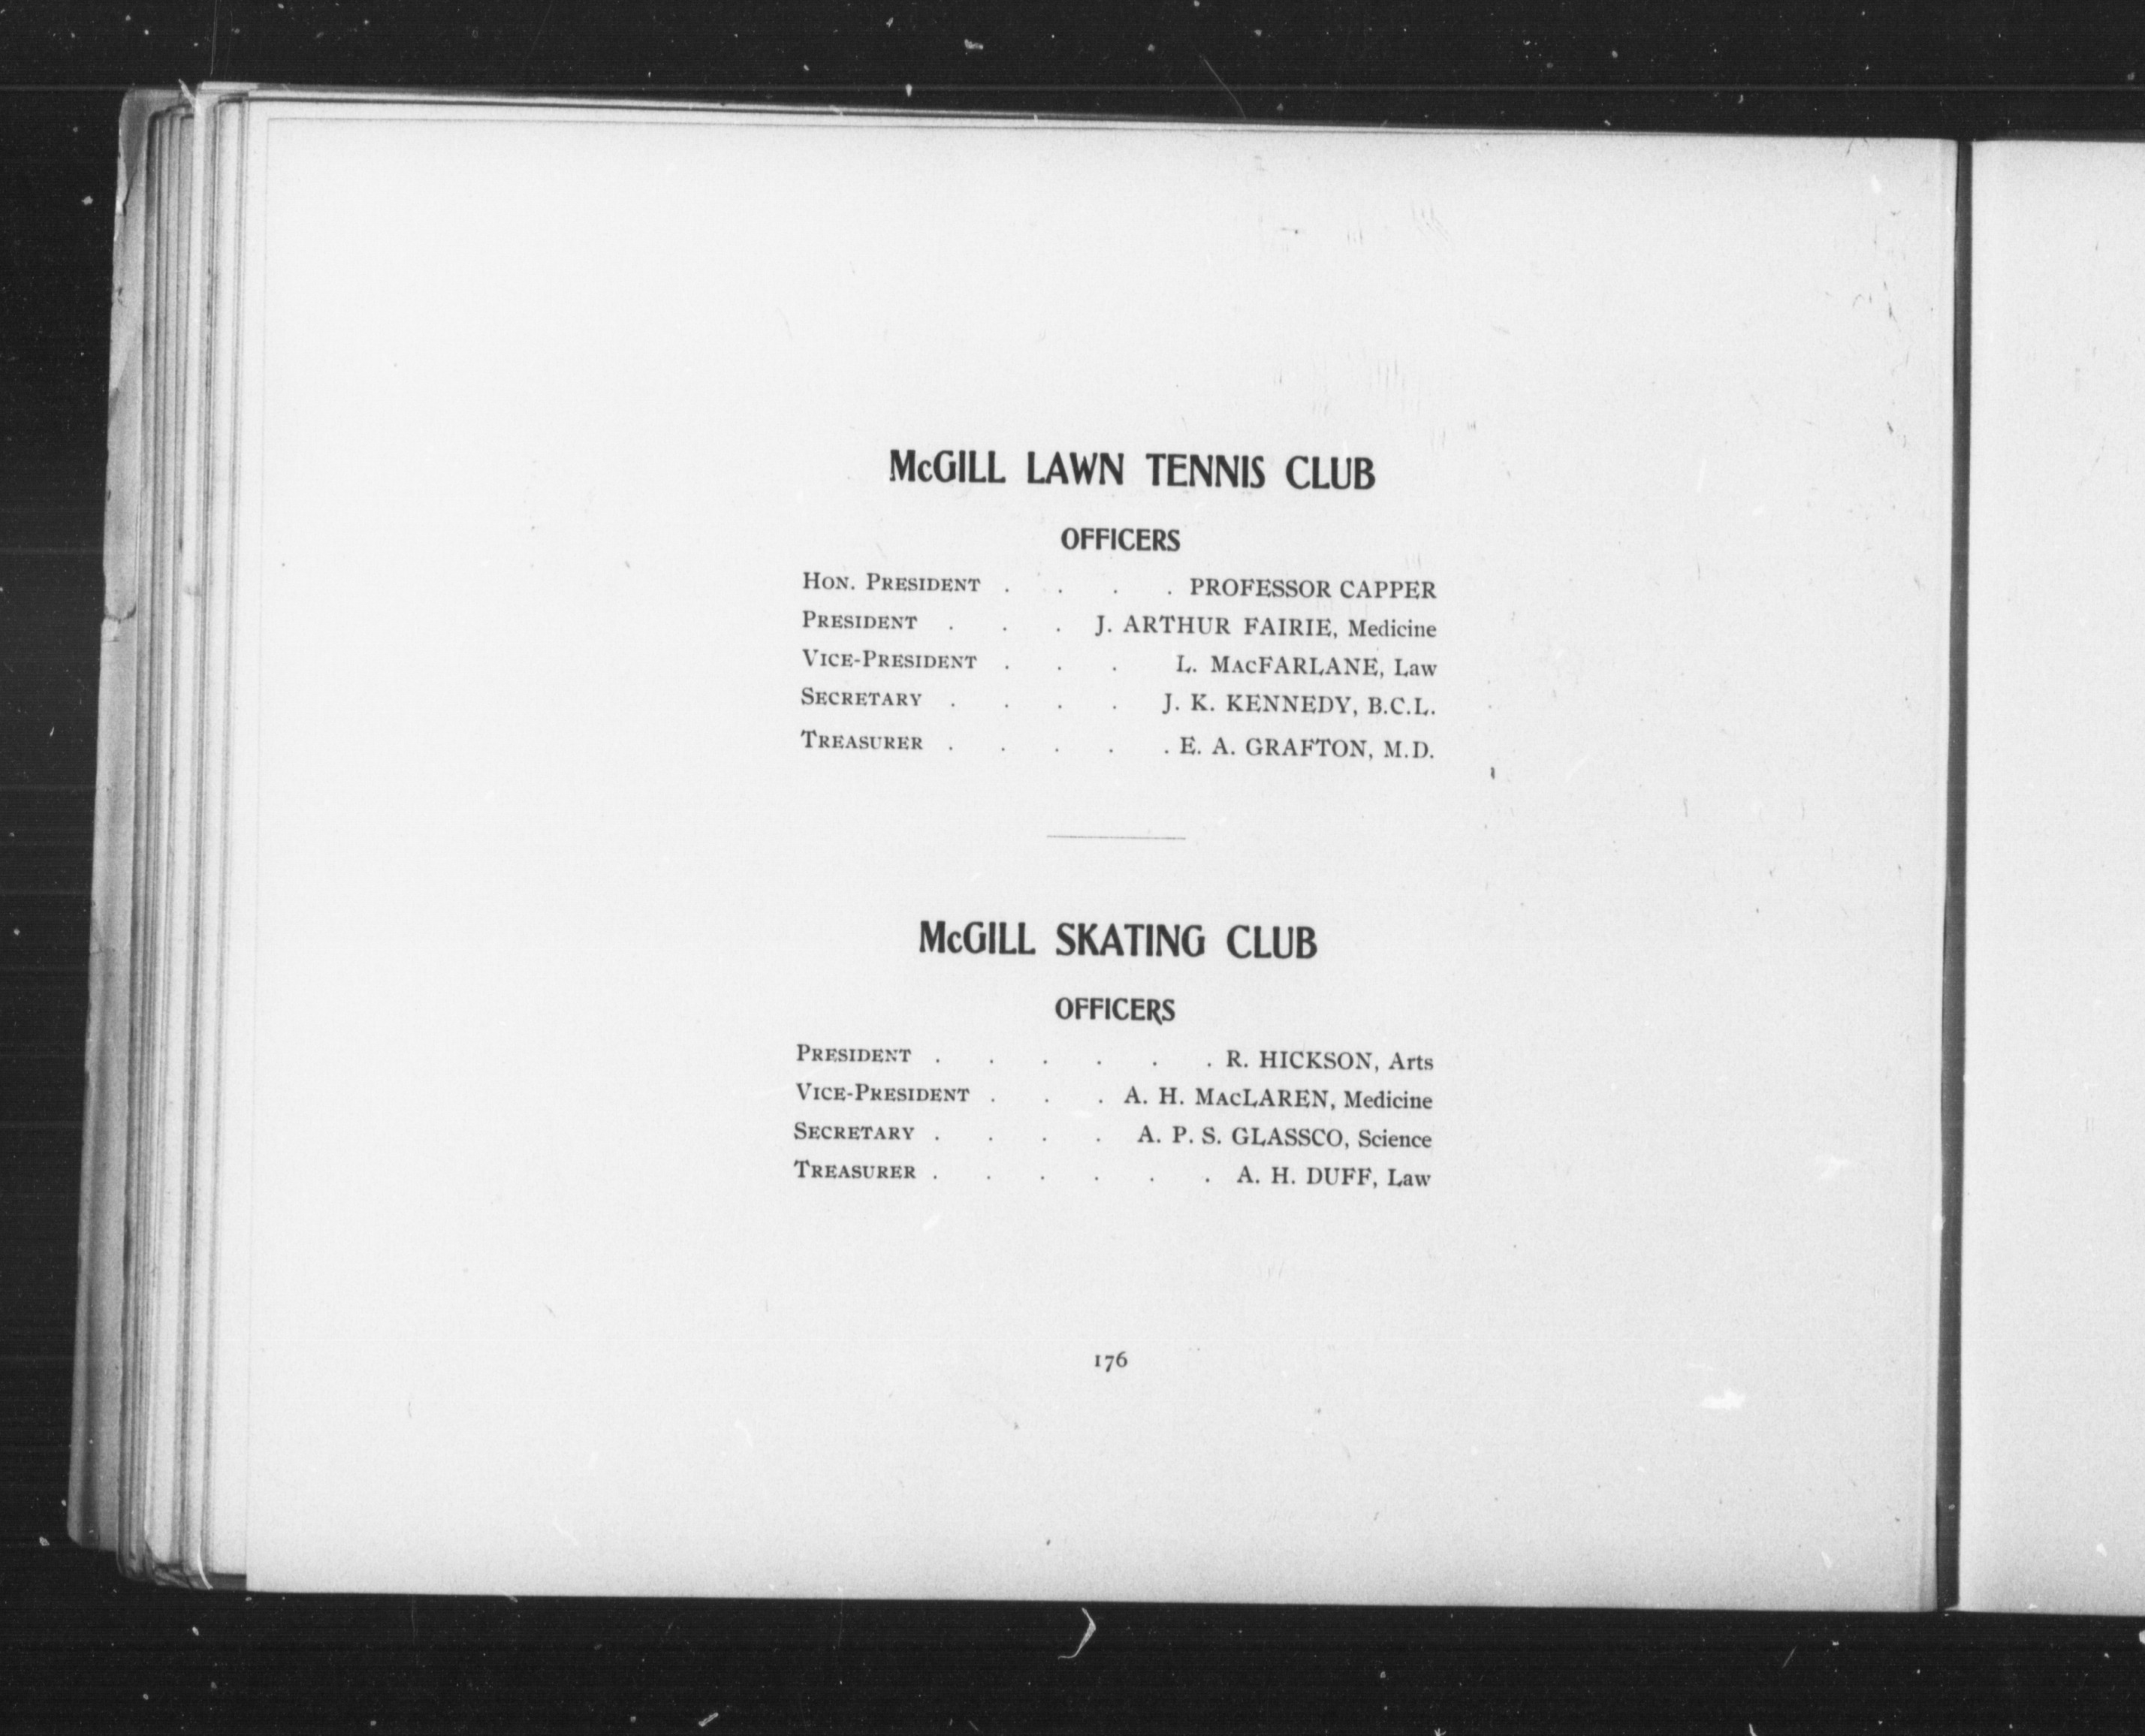 McGILL LAWN TENNIS CLUB
OFFICERS
HON. PRESIDENT . . . . PROFESSOR CAPPER
PRESIDENT . . . J. ARTHUR FAIRIE, Medicine
VICE-PRESIDENT . . . L. MACFARLANE, Law
SECRETARY . . . . J. K. KENNEDY, B.C.L.
TREASURER . . . . . E. A. GRAFTON, M.D.
McGILL SKATING CLUB
OFFICERS
PRESIDENT . . . . . . R. HICKSON, Arts
VICE-PRESIDENT . . . A. H. MACLAREN, Medicine
SECRETARY . . . . A. P. S. GLASSCO, Science
TREASURER . . . . . . A. H. DUFF, Law
176